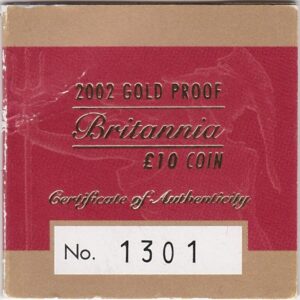 2002 GOLD PROOF
Britannia
£10 COIN
Certificate of Authenticity
No. 1301